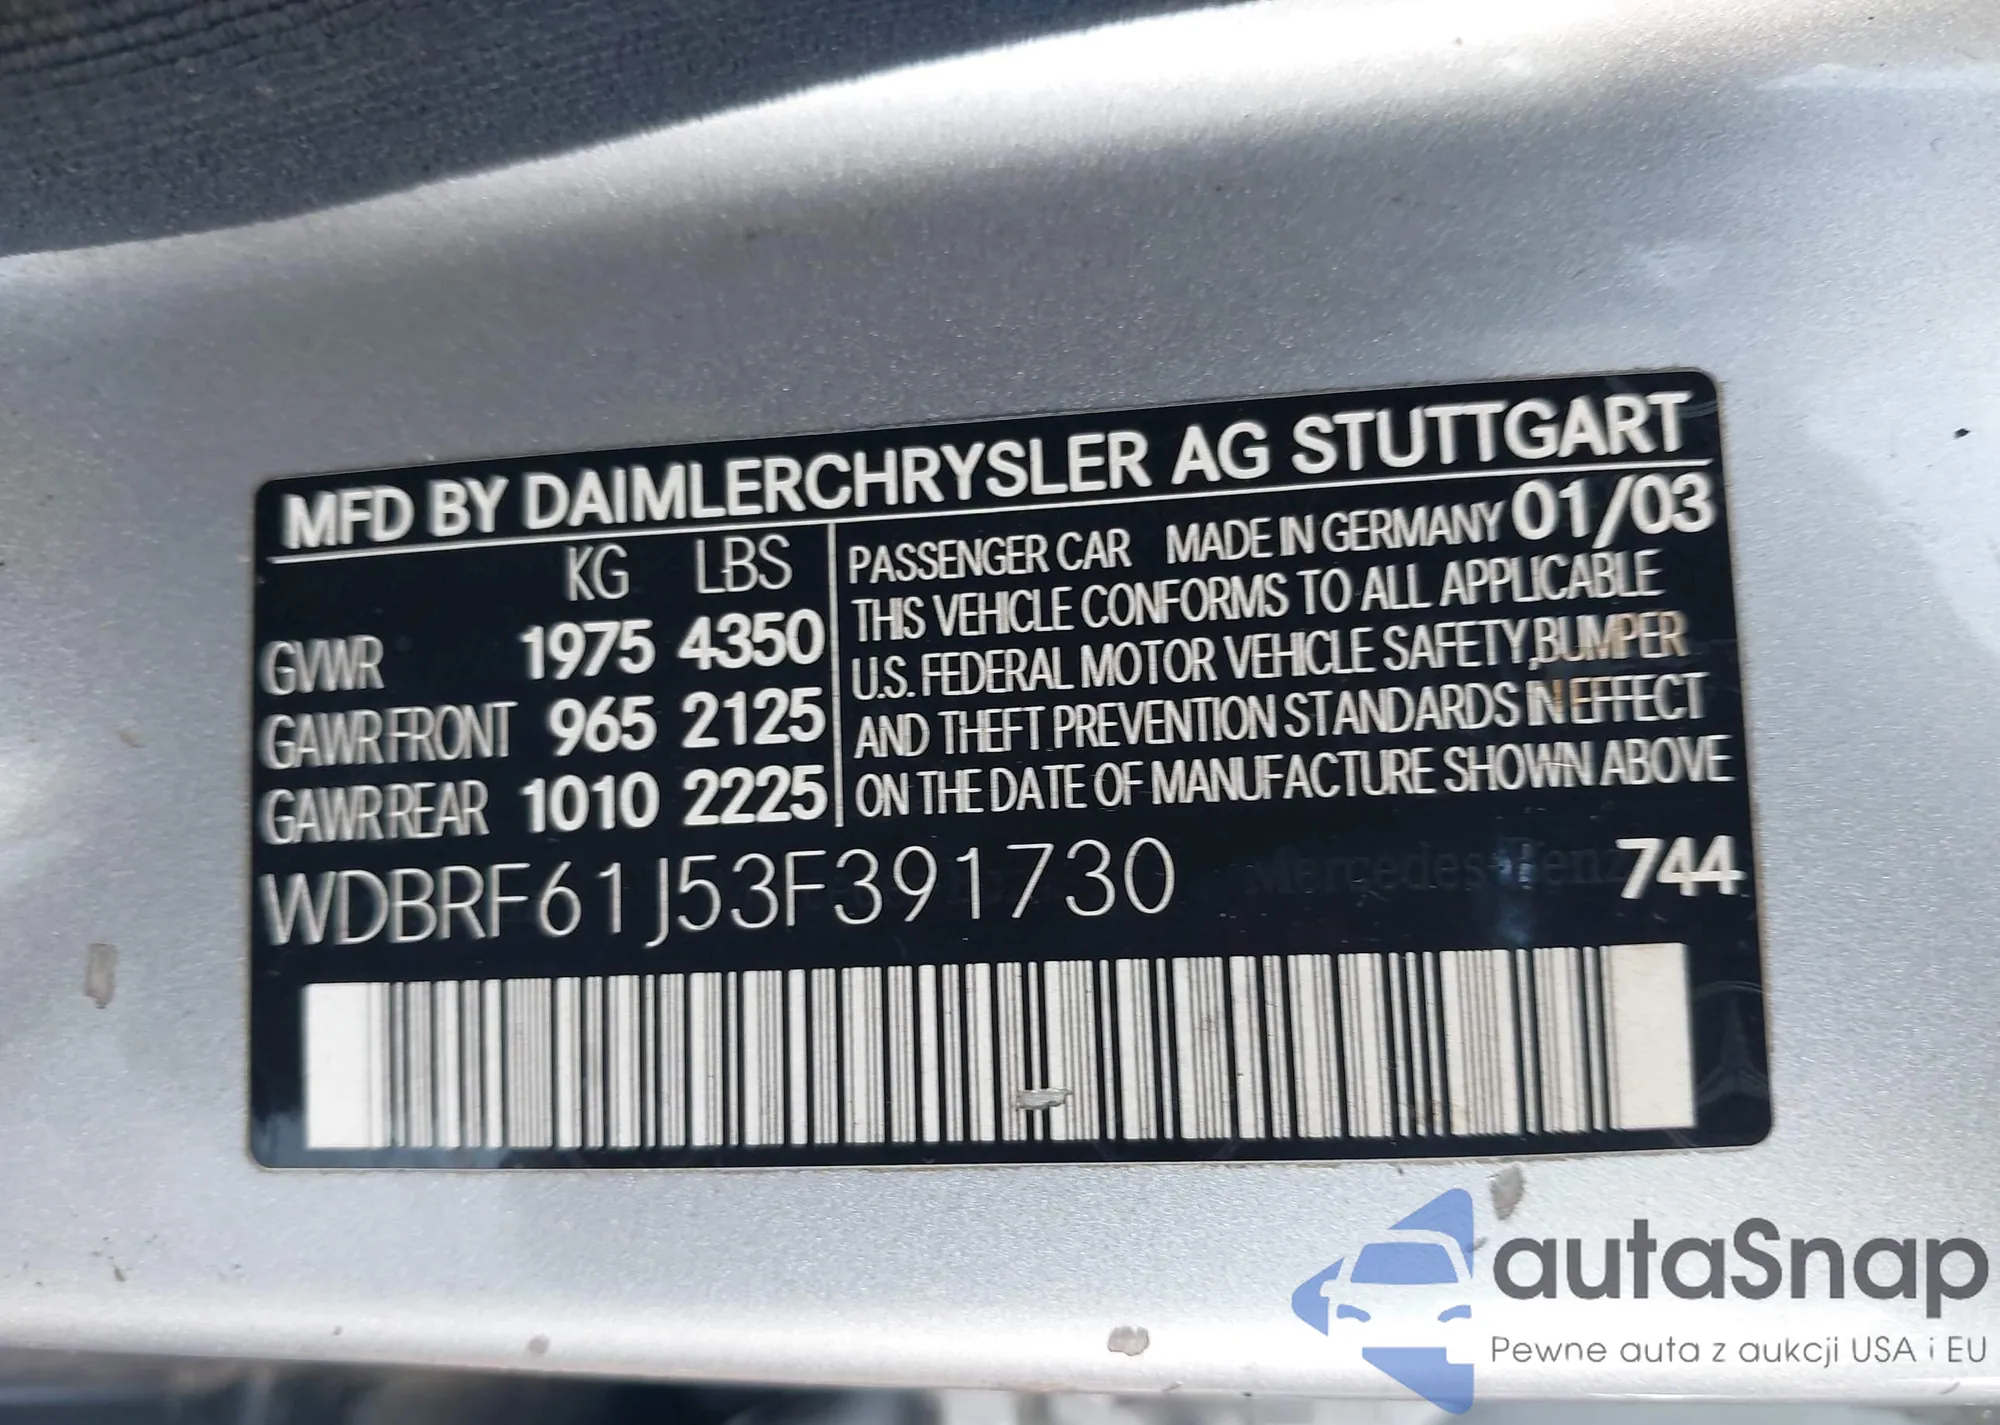 MFD BY DAIMLERCHRYSLER AG STUTTGART
KG LBS
GVWR 1975 4350
GAWR FRONT 965 2125
GAWR REAR 1010 2225
PASSENGER CAR MADE IN GERMANY 01/03
THIS VEHICLE CONFORMS TO ALL APPLICABLE
U.S. FEDERAL MOTOR VEHICLE SAFETY, BUMPER
AND THEFT PREVENTION STANDARDS IN EFFECT
ON THE DATE OF MANUFACTURE SHOWN ABOVE
WDBRF61J53F391730 Mercedes-Benz 744
autaSnap
Pewne auta z aukcji USA i EU